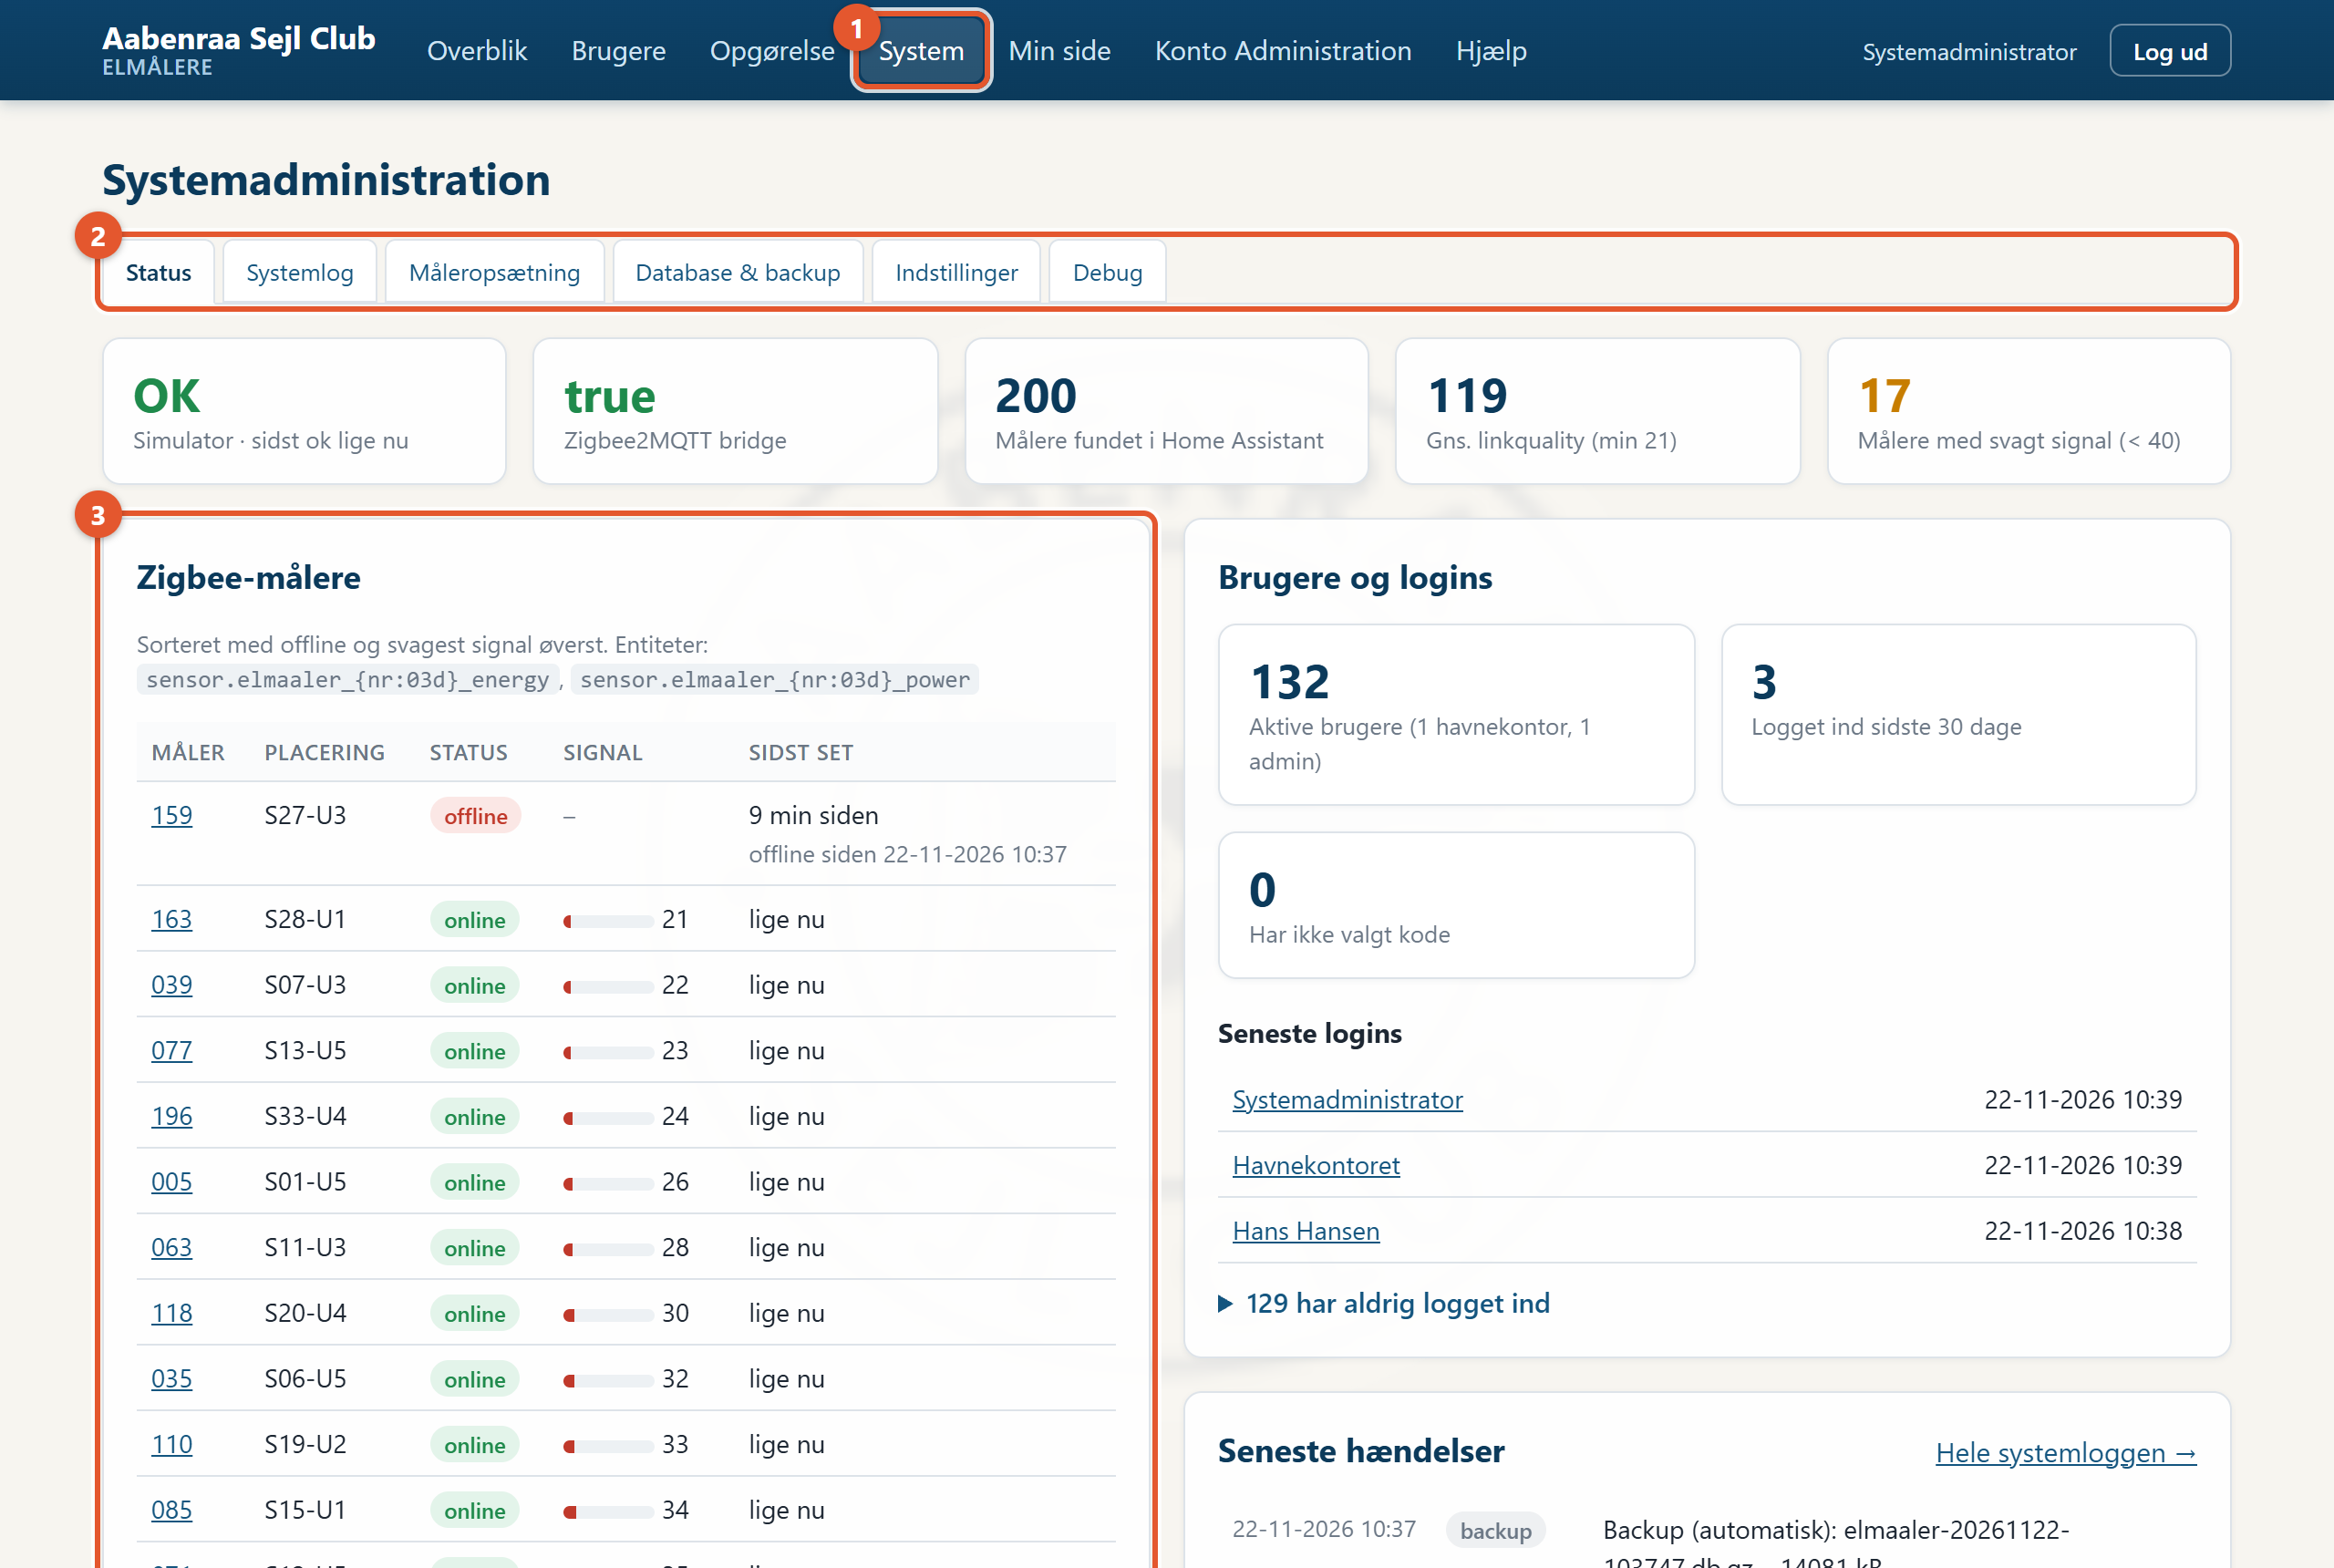 Aabenraa Sejl Club
ELMÅLERE
Overblik
Brugere
Opgørelse
1
System
Min side
Konto Administration
Hjælp
Systemadministrator
Log ud
Systemadministration
2
Status
Systemlog
Måleropsætning
Database & backup
Indstillinger
Debug
OK
Simulator · sidst ok lige nu
true
Zigbee2MQTT bridge
200
Målere fundet i Home Assistant
119
Gns. linkquality (min 21)
17
Målere med svagt signal (< 40)
3
Zigbee-målere
Sorteret med offline og svagest signal øverst. Entiteter:
sensor.elmaaler_{nr:03d}_energy, sensor.elmaaler_{nr:03d}_power
MÅLER PLACERING STATUS SIGNAL SIDST SET
159 S27-U3 offline – 9 min siden
offline siden 22-11-2026 10:37
163 S28-U1 online 21 lige nu
039 S07-U3 online 22 lige nu
077 S13-U5 online 23 lige nu
196 S33-U4 online 24 lige nu
005 S01-U5 online 26 lige nu
063 S11-U3 online 28 lige nu
118 S20-U4 online 30 lige nu
035 S06-U5 online 32 lige nu
110 S19-U2 online 33 lige nu
085 S15-U1 online 34 lige nu
Brugere og logins
132
Aktive brugere (1 havnekontor, 1
admin)
3
Logget ind sidste 30 dage
0
Har ikke valgt kode
Seneste logins
Systemadministrator 22-11-2026 10:39
Havnekontoret 22-11-2026 10:39
Hans Hansen 22-11-2026 10:38
▶ 129 har aldrig logget ind
Seneste hændelser
Hele systemloggen →
22-11-2026 10:37 backup Backup (automatisk): elmaaler-20261122-